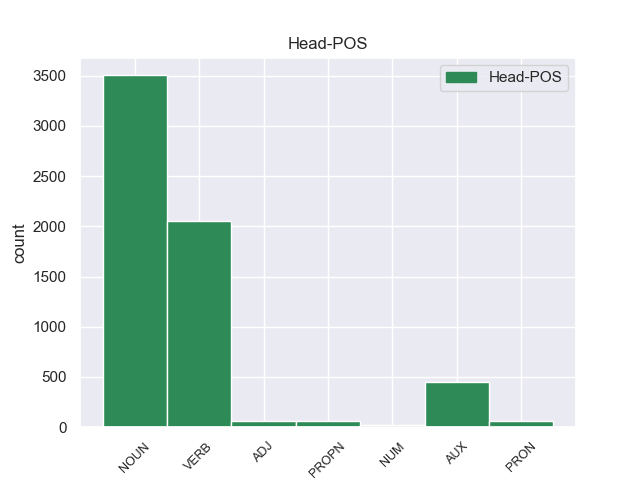 Head-POS
Head-POS
3500
3000
2500
2000
1500
1000
500
0
count
NOUN
VERB
ADJ
PROPN
NUM
AUX
PRON